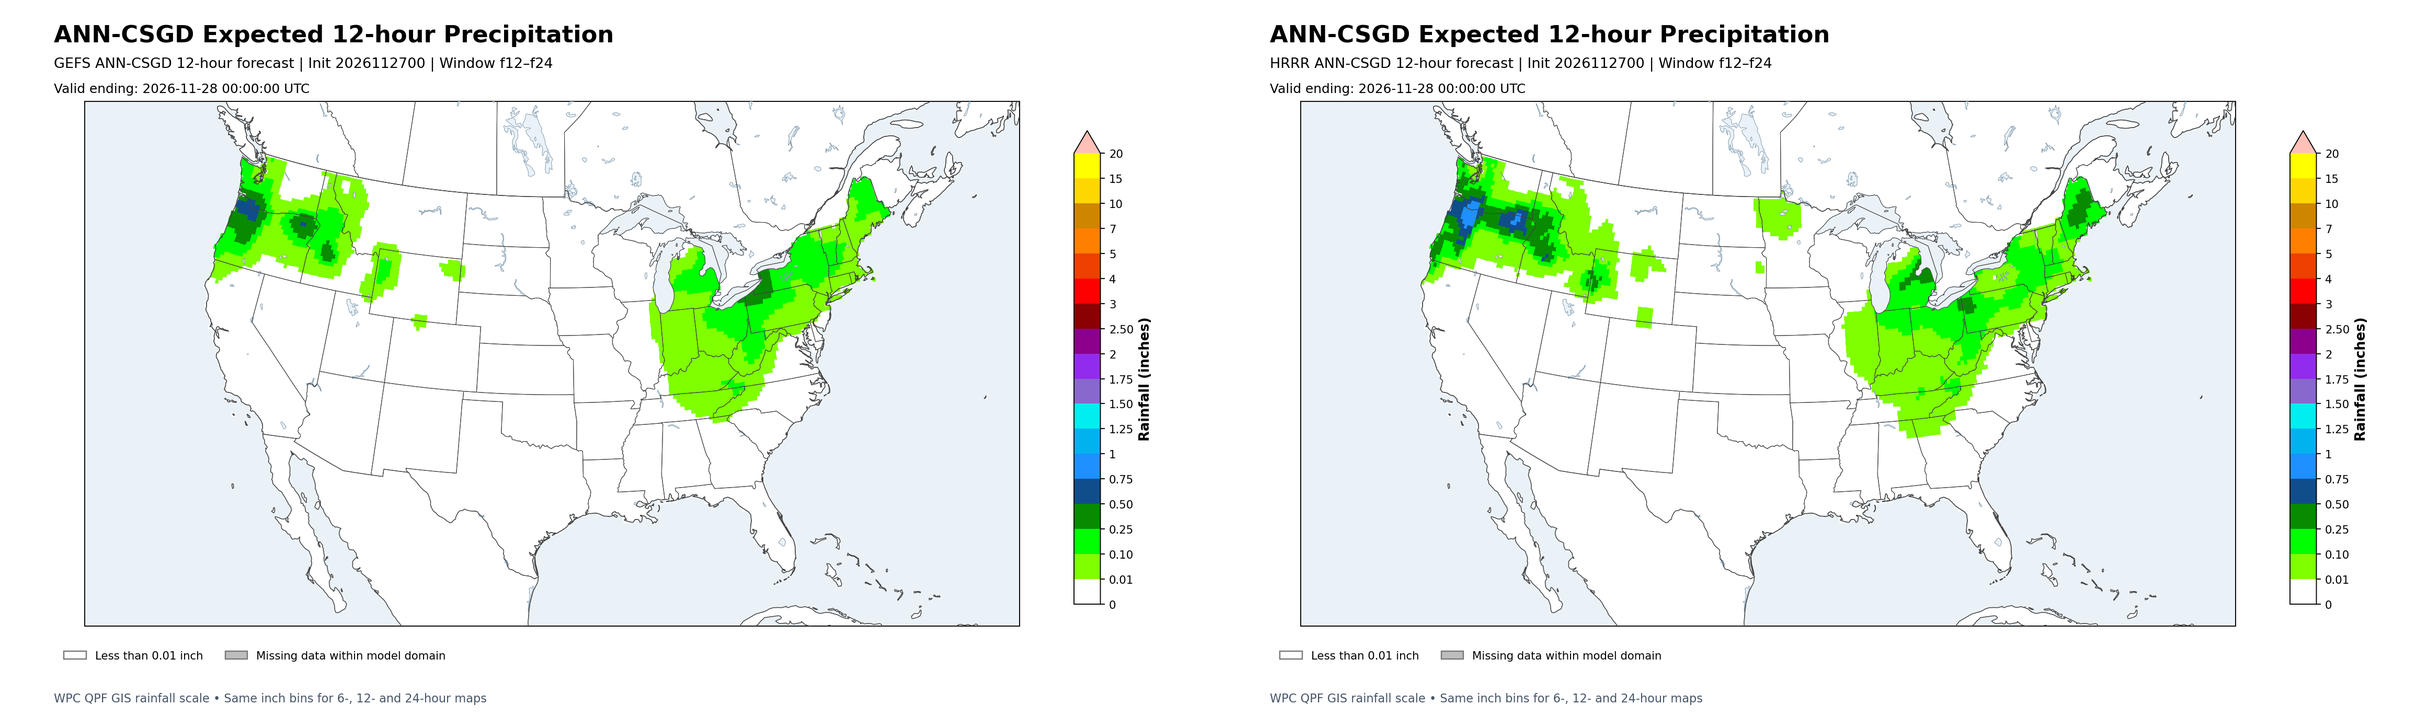 ANN-CSGD Expected 12-hour Precipitation
GEFS ANN-CSGD 12-hour forecast | Init 2026112700 | Window f12–f24
Valid ending: 2026-11-28 00:00:00 UTC
20
15
10
7
5
4
3
2.50
2
1.75
1.50
1.25
1
0.75
0.50
0.25
0.10
0.01
0
Rainfall (inches)
Less than 0.01 inch
Missing data within model domain
WPC QPF GIS rainfall scale • Same inch bins for 6-, 12- and 24-hour maps
ANN-CSGD Expected 12-hour Precipitation
HRRR ANN-CSGD 12-hour forecast | Init 2026112700 | Window f12–f24
Valid ending: 2026-11-28 00:00:00 UTC
20
15
10
7
5
4
3
2.50
2
1.75
1.50
1.25
1
0.75
0.50
0.25
0.10
0.01
0
Rainfall (inches)
Less than 0.01 inch
Missing data within model domain
WPC QPF GIS rainfall scale • Same inch bins for 6-, 12- and 24-hour maps